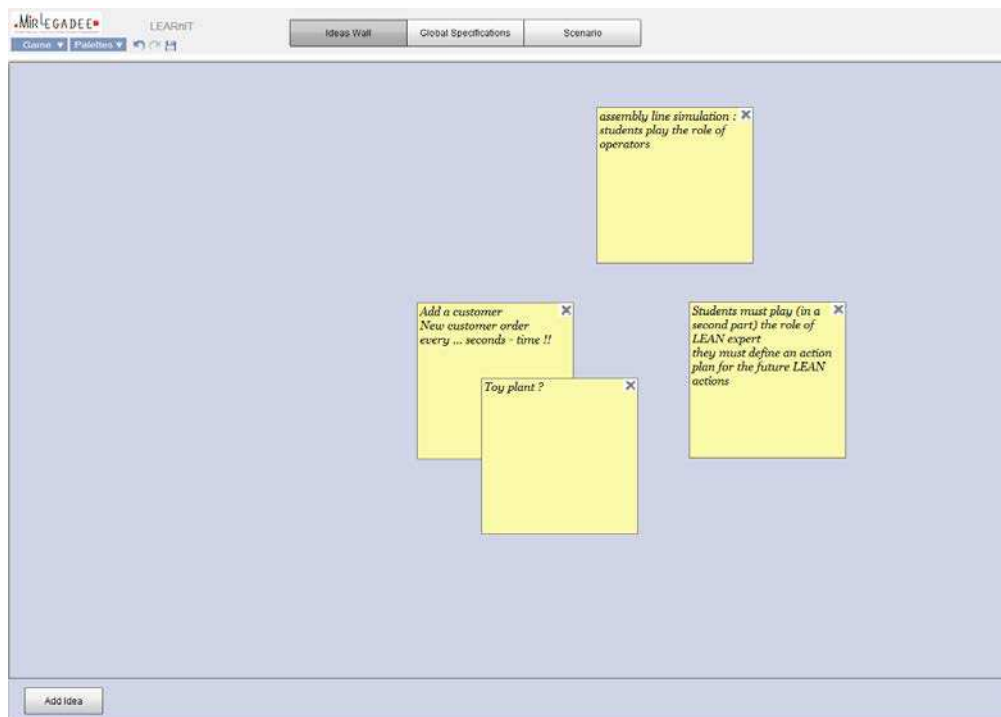 MIRLEGADEE
LEARniT
Game Palettes
Ideas Wall
Global Specifications
Scenario
assembly line simulation :
students play the role of
operators
Add a customer
New customer order
every ... seconds - time !!
Toy plant ?
Students must play (in a
second part) the role of
LEAN expert
they must define an action
plan for the future LEAN
actions
Add Idea